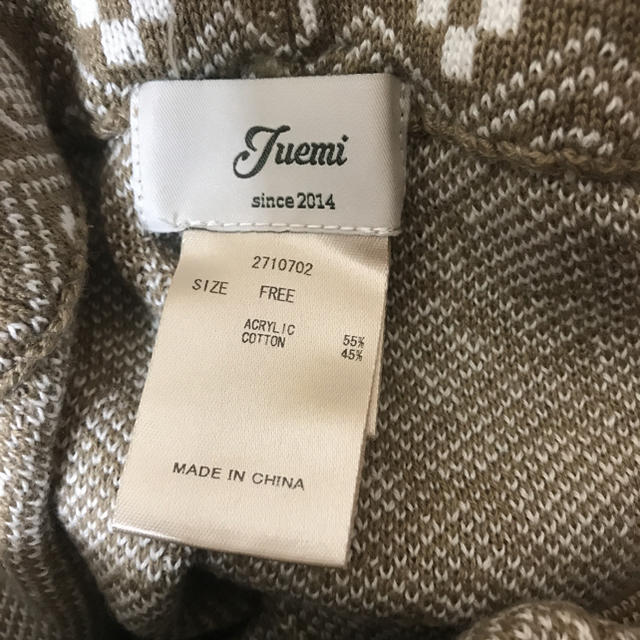 Juemi
since 2014
2710702
SIZE FREE
ACRYLIC 55%
COTTON 45%
MADE IN CHINA